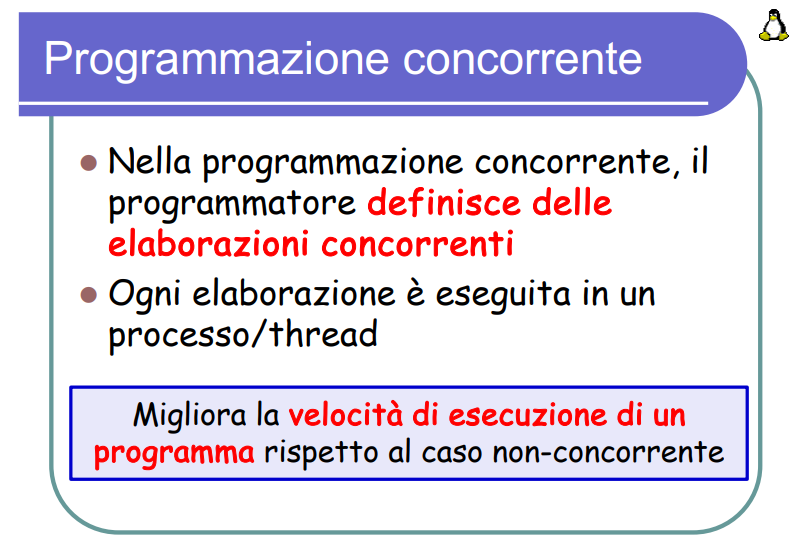 Programmazione concorrente
Nella programmazione concorrente, il
programmatore definisce delle
elaborazioni concorrenti
Ogni elaborazione è eseguita in un
processo/thread
Migliora la velocità di esecuzione di un
programma rispetto al caso non-concorrente